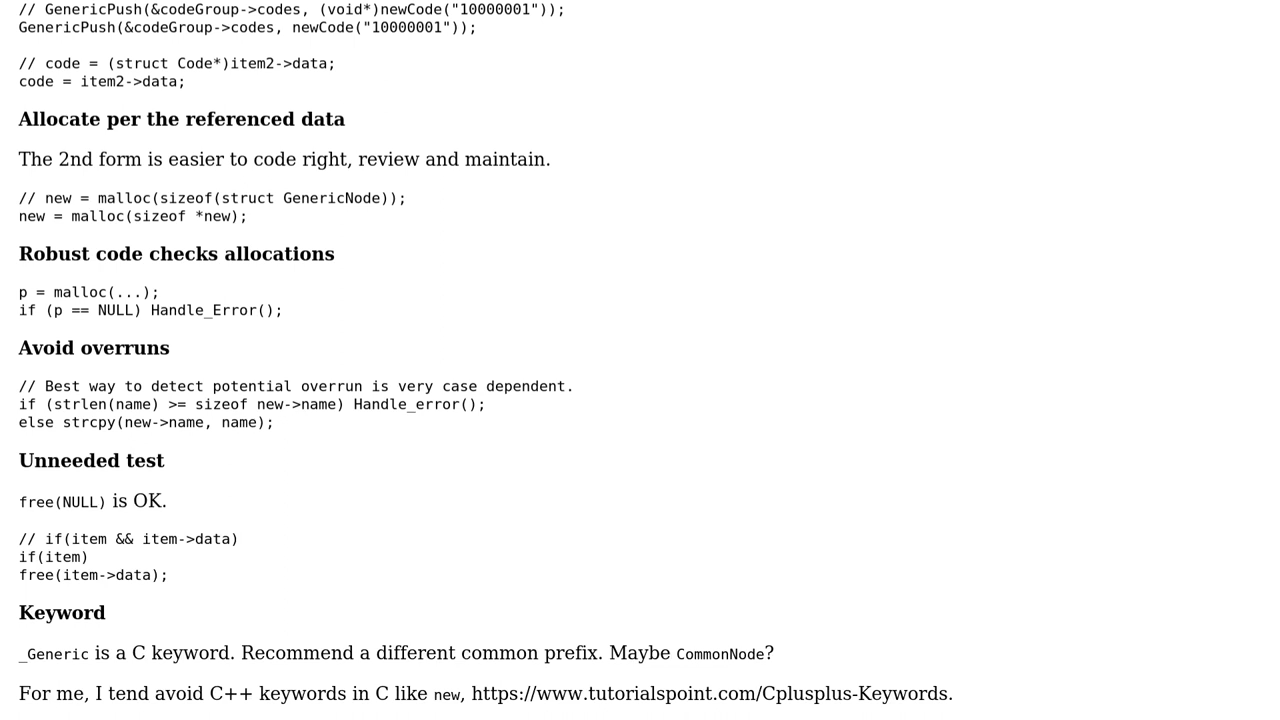 // GenericPush(&codeGroup->codes, (void*)newCode("10000001"));
GenericPush(&codeGroup->codes, newCode("10000001"));
// code = (struct Code*)item2->data;
code = item2->data;
Allocate per the referenced data
The 2nd form is easier to code right, review and maintain.
// new = malloc(sizeof(struct GenericNode));
new = malloc(sizeof *new);
Robust code checks allocations
p = malloc(...);
if (p == NULL) Handle_Error();
Avoid overruns
// Best way to detect potential overrun is very case dependent.
if (strlen(name) >= sizeof new->name) Handle_error();
else strcpy(new->name, name);
Unneeded test
free(NULL) is OK.
// if(item && item->data)
if(item)
free(item->data);
Keyword
_Generic is a C keyword. Recommend a different common prefix. Maybe CommonNode?
For me, I tend avoid C++ keywords in C like new, https://www.tutorialspoint.com/Cplusplus-Keywords.